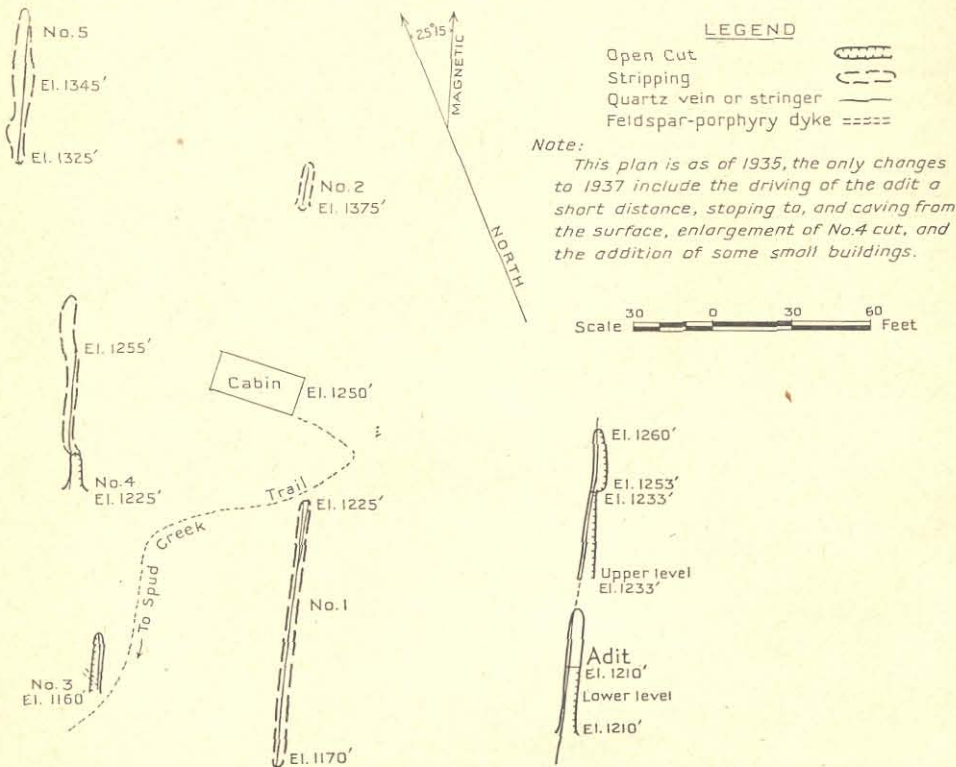 No.5
El. 1345'
El. 1325'
25°15'
MAGNETIC
NORTH
LEGEND
Open Cut
Stripping
Quartz vein or stringer
Feldspar-porphyry dyke
Note:
This plan is as of 1935, the only changes
to 1937 include the driving of the adit a
short distance, stoping to, and caving from
the surface, enlargement of No.4 cut, and
the addition of some small buildings.
No.2
El. 1375'
Scale 30 0 30 60 Feet
El. 1255'
Cabin
El. 1250'
No.4
El. 1225'
To Spud Creek Trail
El. 1225'
No.1
El. 1170'
No.3
El. 1160'
El. 1260'
El. 1253'
El. 1233'
Upper level
El. 1233'
Adit
El. 1210'
Lower level
El. 1210'